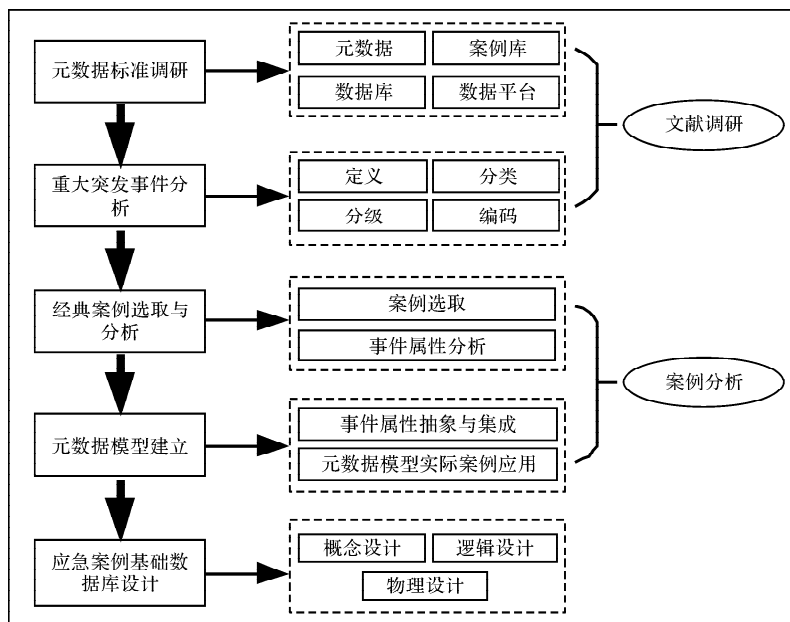 元数据标准调研
元数据
案例库
数据库
数据平台
文献调研
重大突发事件分
析
定义
分类
分级
编码
经典案例选取与
分析
案例选取
事件属性分析
案例分析
元数据模型建立
事件属性抽象与集成
元数据模型实际案例应用
应急案例基础数
据库设计
概念设计
逻辑设计
物理设计